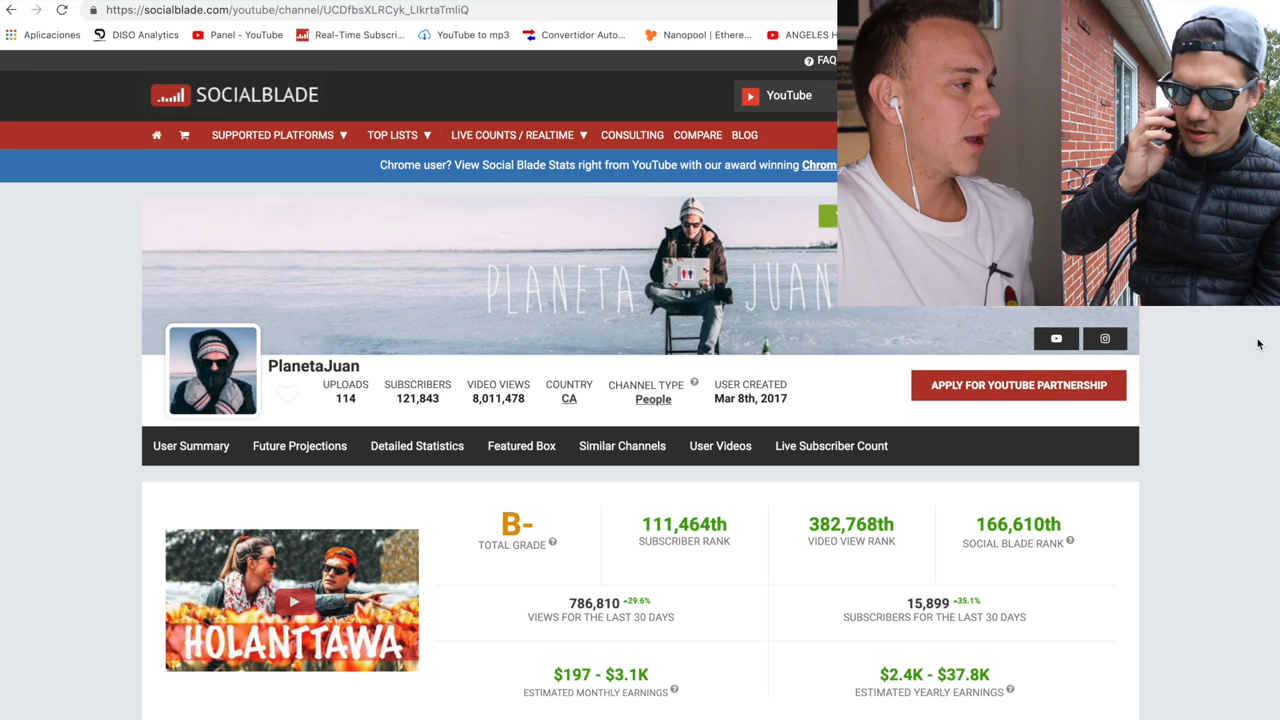 https://socialblade.com/youtube/channel/UCDfbsXLRCyk_LIkrtaTmliQ
Aplicaciones DISO Analytics Panel - YouTube Real-Time Subscri... YouTube to mp3 Convertidor Auto... Nanopool | Ethere... ANGELES H
FAQ
SOCIALBLADE YouTube
SUPPORTED PLATFORMS ▼ TOP LISTS ▼ LIVE COUNTS / REALTIME ▼ CONSULTING COMPARE BLOG
Chrome user? View Social Blade Stats right from YouTube with our award winning Chrom
PLANETA JUAN
PlanetaJuan
UPLOADS SUBSCRIBERS VIDEO VIEWS COUNTRY CHANNEL TYPE USER CREATED
114 121,843 8,011,478 CA People Mar 8th, 2017
APPLY FOR YOUTUBE PARTNERSHIP
User Summary Future Projections Detailed Statistics Featured Box Similar Channels User Videos Live Subscriber Count
B- 111,464th 382,768th 166,610th
TOTAL GRADE SUBSCRIBER RANK VIDEO VIEW RANK SOCIAL BLADE RANK
786,810 +29.6% 15,899 +35.1%
VIEWS FOR THE LAST 30 DAYS SUBSCRIBERS FOR THE LAST 30 DAYS
HOLANTTAWA
$197 - $3.1K $2.4K - $37.8K
ESTIMATED MONTHLY EARNINGS ESTIMATED YEARLY EARNINGS